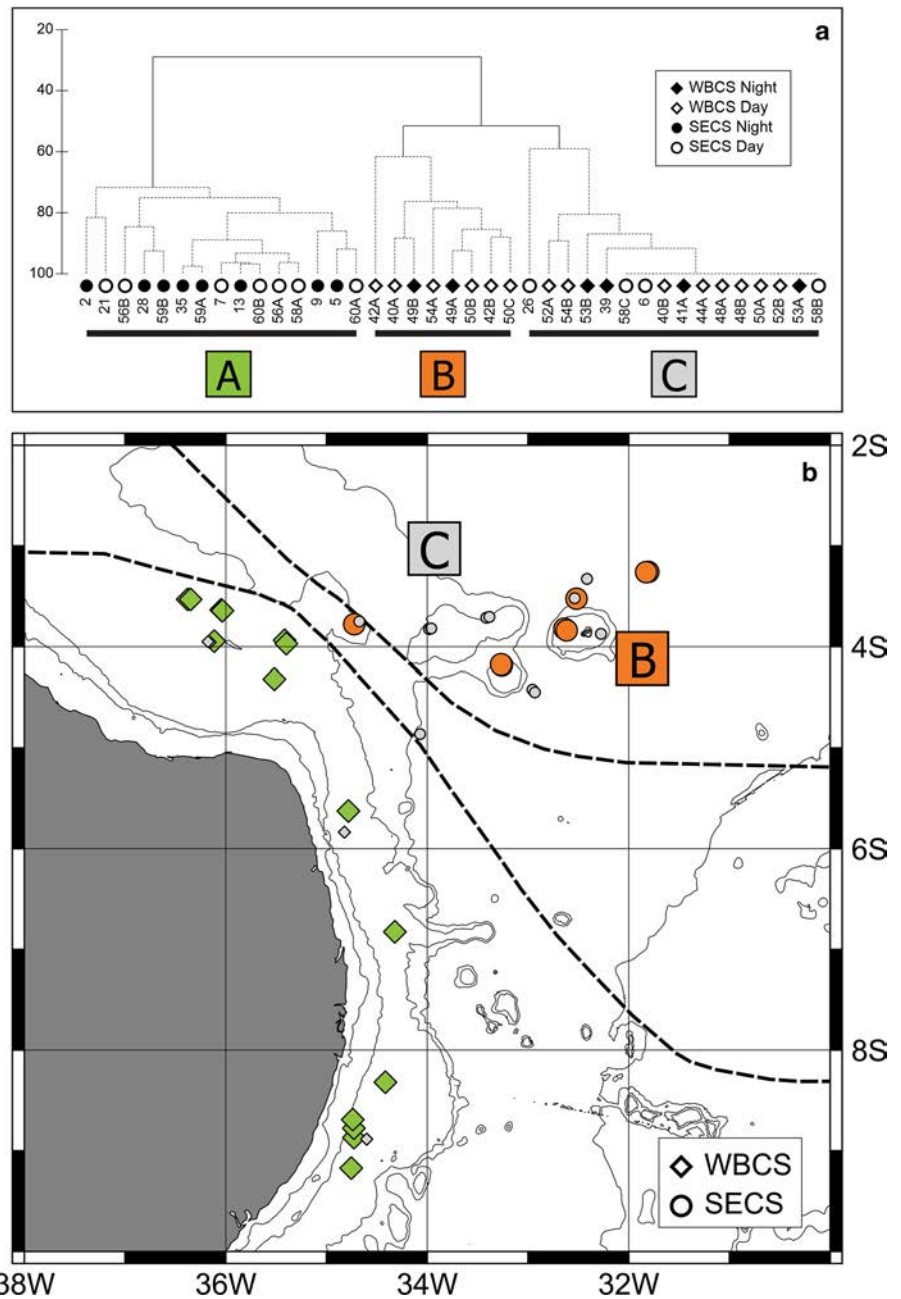 a
20
40
60
80
100
WBCS Night
WBCS Day
SECS Night
SECS Day
2 21 56B 28 59B 35 59A 7 13 60B 56A 58A 9 5 60A 42A 40A 49B 54A 49A 50B 42B 50C 26 52A 54B 53B 39 58C 6 40B 41A 44A 48A 48B 50A 52B 53A 58B
A B C
b
2S
C
4S
B
6S
8S
WBCS
SECS
38W 36W 34W 32W